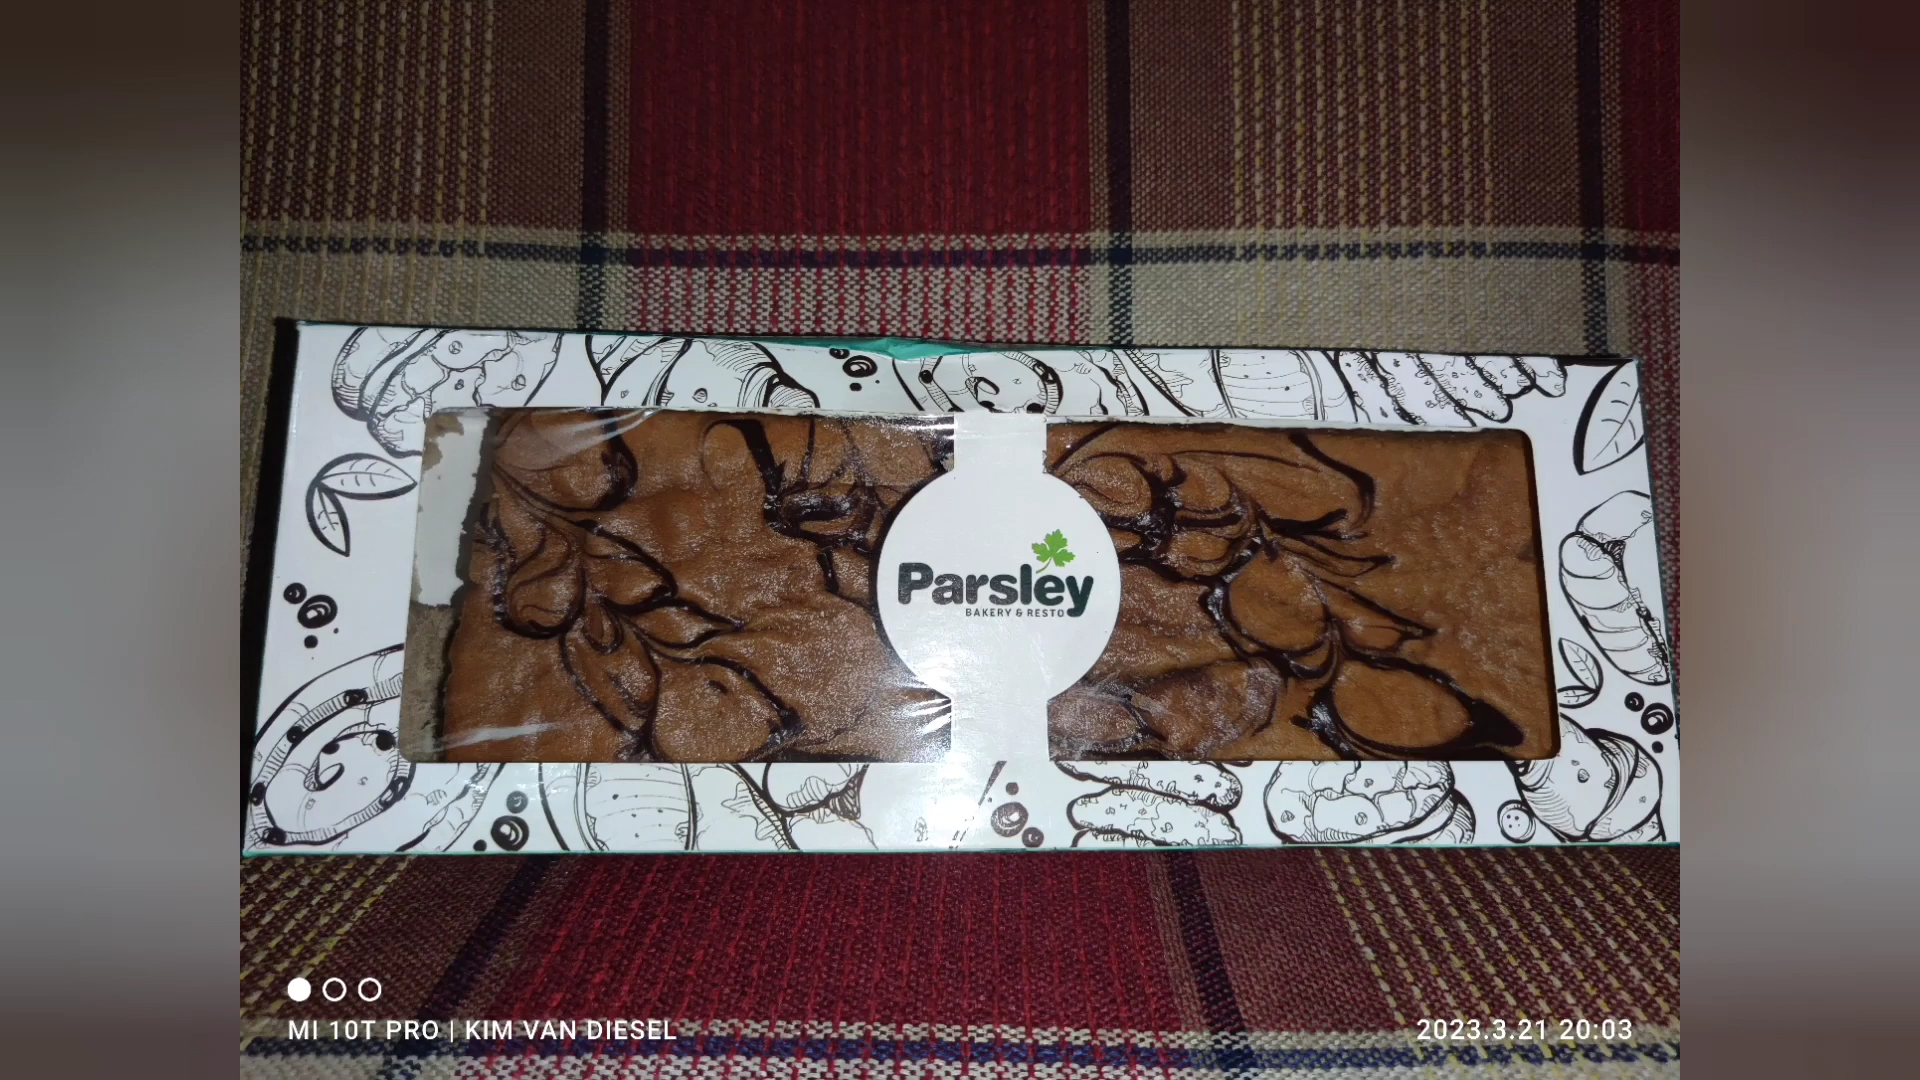 Parsley
BAKERY & RESTO
MI 10T PRO | KIM VAN DIESEL
2023.3.21 20:03